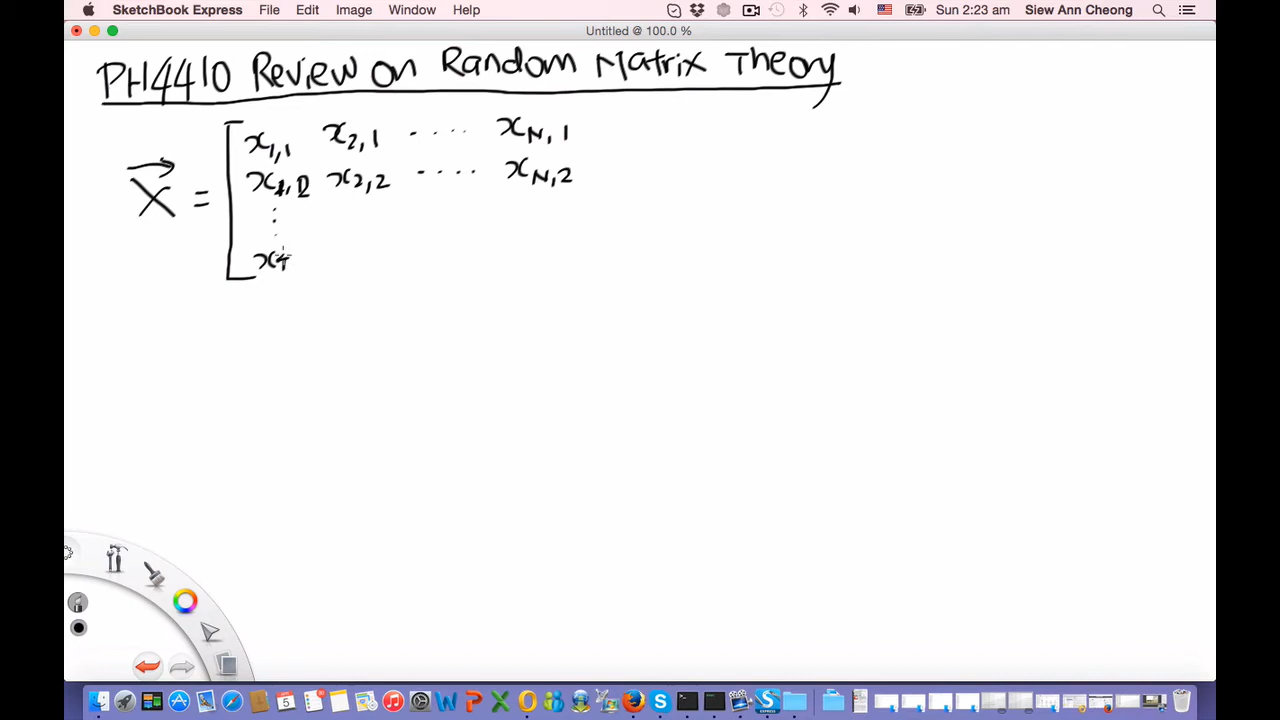 SketchBook Express File Edit Image Window Help Sun 2:23 am Siew Ann Cheong
Untitled @ 100.0 %
PH4410 Review on Random Matrix Theory
X = [ x1,1 x2,1 .... xN,1
x1,2 x2,2 .... xN,2